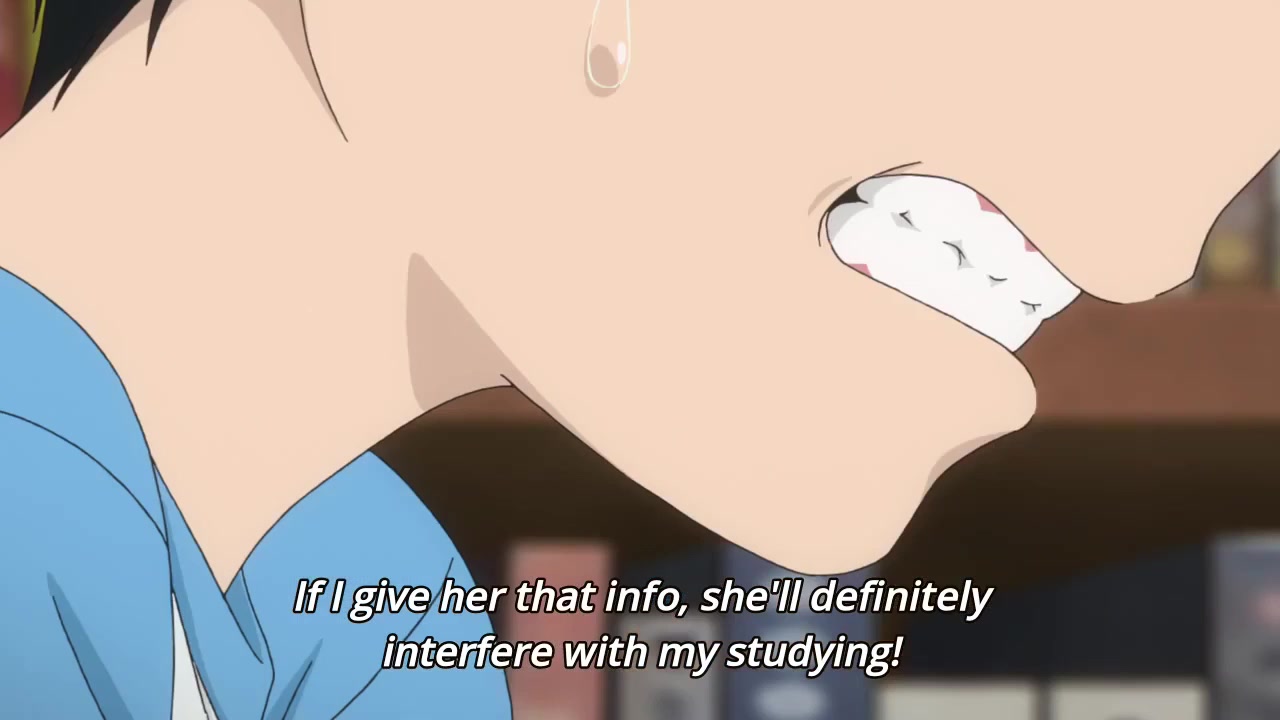 If I give her that info, she'll definitely
interfere with my studying!